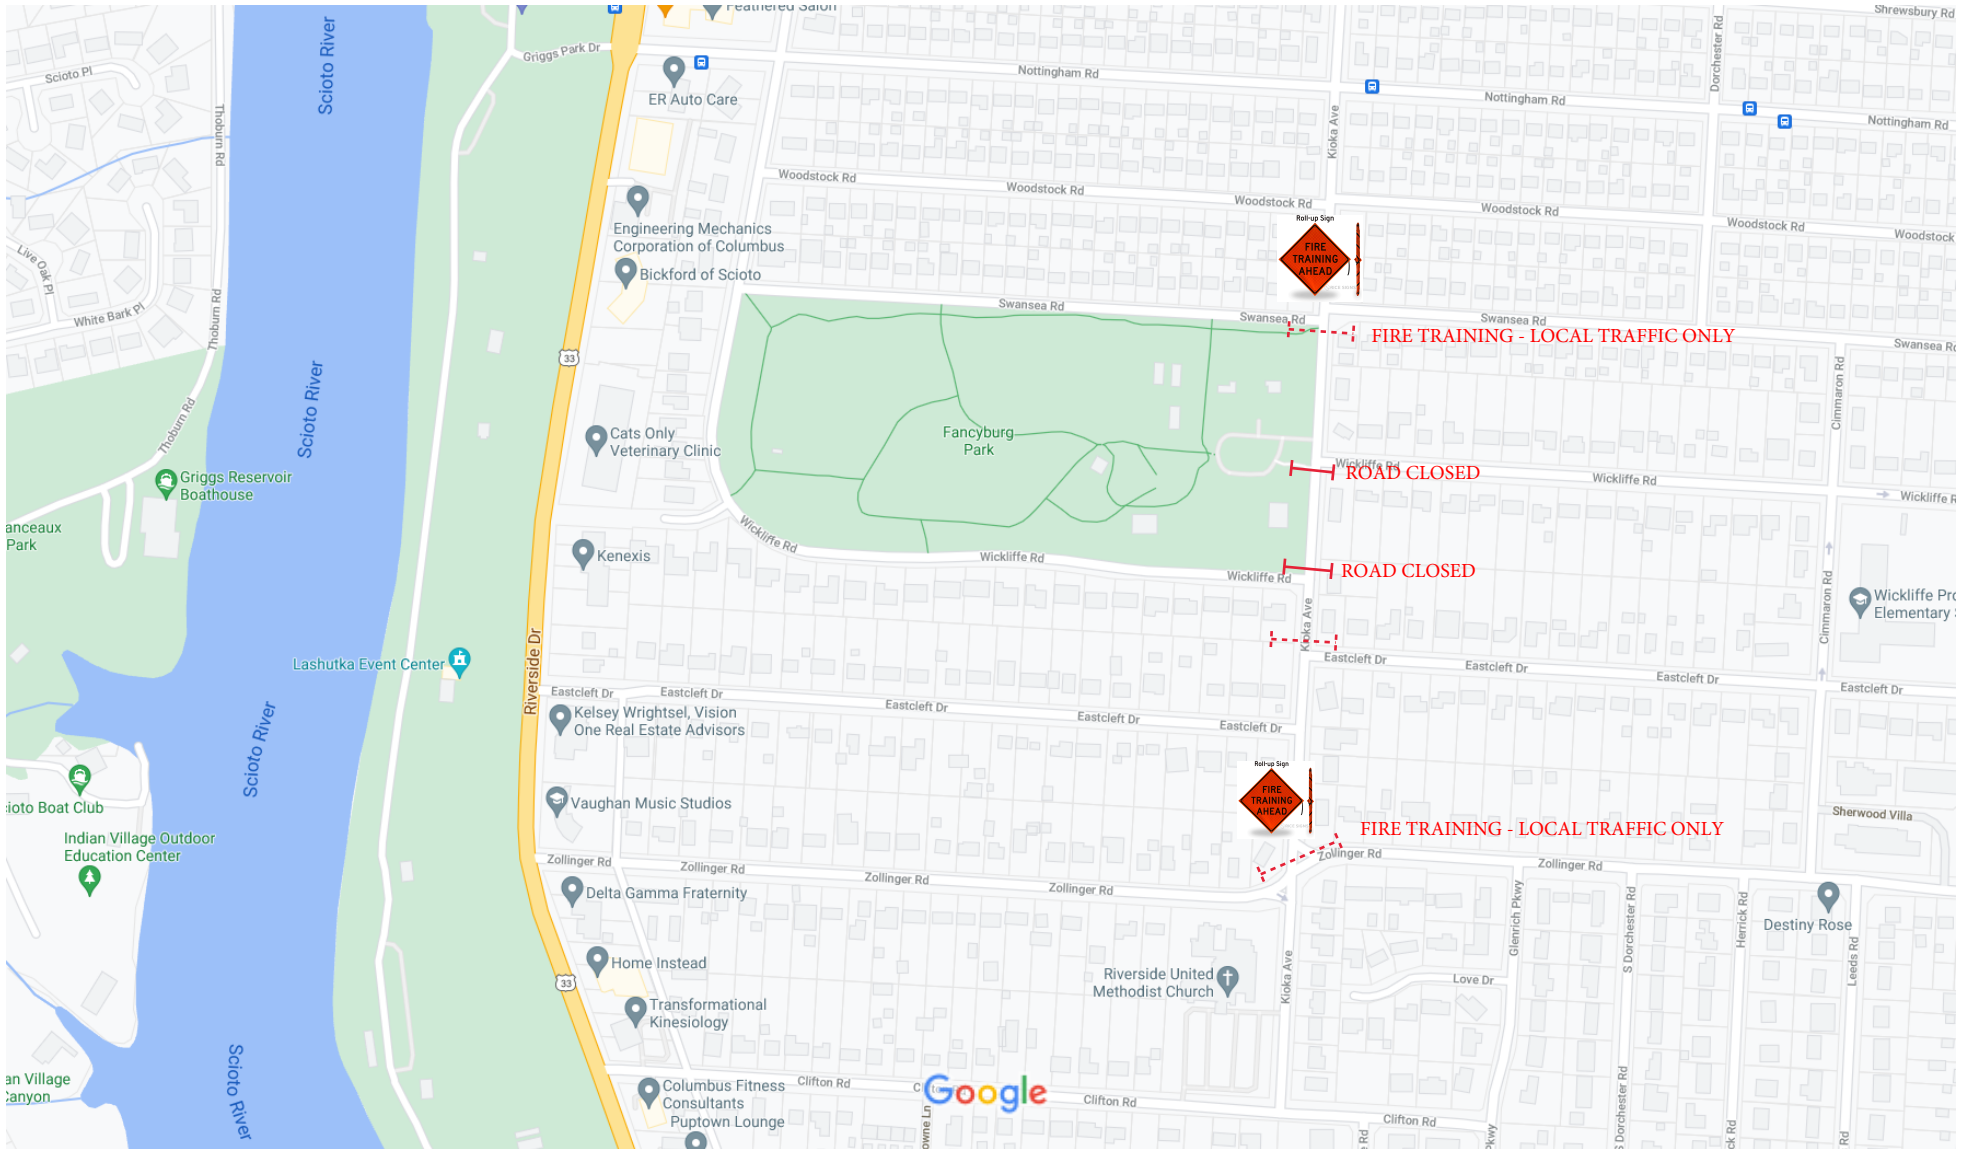 Feathered Salon
Shrewsbury Rd
Scioto River
Griggs Park Dr
Scioto Pl
Nottingham Rd
Dorchester Rd
ER Auto Care
Nottingham Rd
Nottingham Rd
Thoburn Rd
Kioka Ave
Woodstock Rd
Woodstock Rd
Woodstock Rd
Woodstock Rd
Woodstock Rd
Woodstock
Roll-up Sign
FIRE
TRAINING
AHEAD
Engineering Mechanics
Corporation of Columbus
Bickford of Scioto
Live Oak Pl
White Bark Pl
Thoburn Rd
Swansea Rd
Swansea Rd
Swansea Rd
Swansea Rd
FIRE TRAINING - LOCAL TRAFFIC ONLY
33
Scioto River
Thoburn Rd
Cimmaron Rd
Cats Only
Veterinary Clinic
Fancyburg
Park
Wickliffe Rd
ROAD CLOSED
Wickliffe Rd
Wickliffe R
Griggs Reservoir
Boathouse
anceaux
Park
Wickliffe Rd
Kenexis
Wickliffe Rd
Wickliffe Rd
ROAD CLOSED
Kioka Ave
Cimmaron Rd
Wickliffe Pro
Elementary
Riverside Dr
Lashutka Event Center
Eastcleft Dr
Eastcleft Dr
Eastcleft Dr
Eastcleft Dr
Eastcleft Dr
Eastcleft Dr
Eastcleft Dr
Eastcleft Dr
Eastcleft Dr
Kelsey Wrightsel, Vision
One Real Estate Advisors
Scioto River
Roll-up Sign
FIRE
TRAINING
AHEAD
cioto Boat Club
Vaughan Music Studios
Sherwood Villa
Indian Village Outdoor
Education Center
FIRE TRAINING - LOCAL TRAFFIC ONLY
Zollinger Rd
Zollinger Rd
Zollinger Rd
Zollinger Rd
Zollinger Rd
Zollinger Rd
Delta Gamma Fraternity
Glenrich Pkwy
S Dorchester Rd
Herrick Rd
Destiny Rose
Leeds Rd
Home Instead
33
Riverside United
Methodist Church
Kioka Ave
Love Dr
Transformational
Kinesiology
Scioto River
an Village
Canyon
Columbus Fitness
Consultants
Puptown Lounge
Clifton Rd
Google
Clifton Rd
Clifton Rd
owne Ln
e Rd
Pkwy
S Dorchester Rd
ck Rd